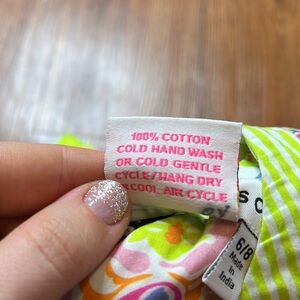 100% COTTON
COLD HAND WASH
OR COLD GENTLE
CYCLE/HANG DRY
COOL AIR CYCLE
6/8
Made in
India